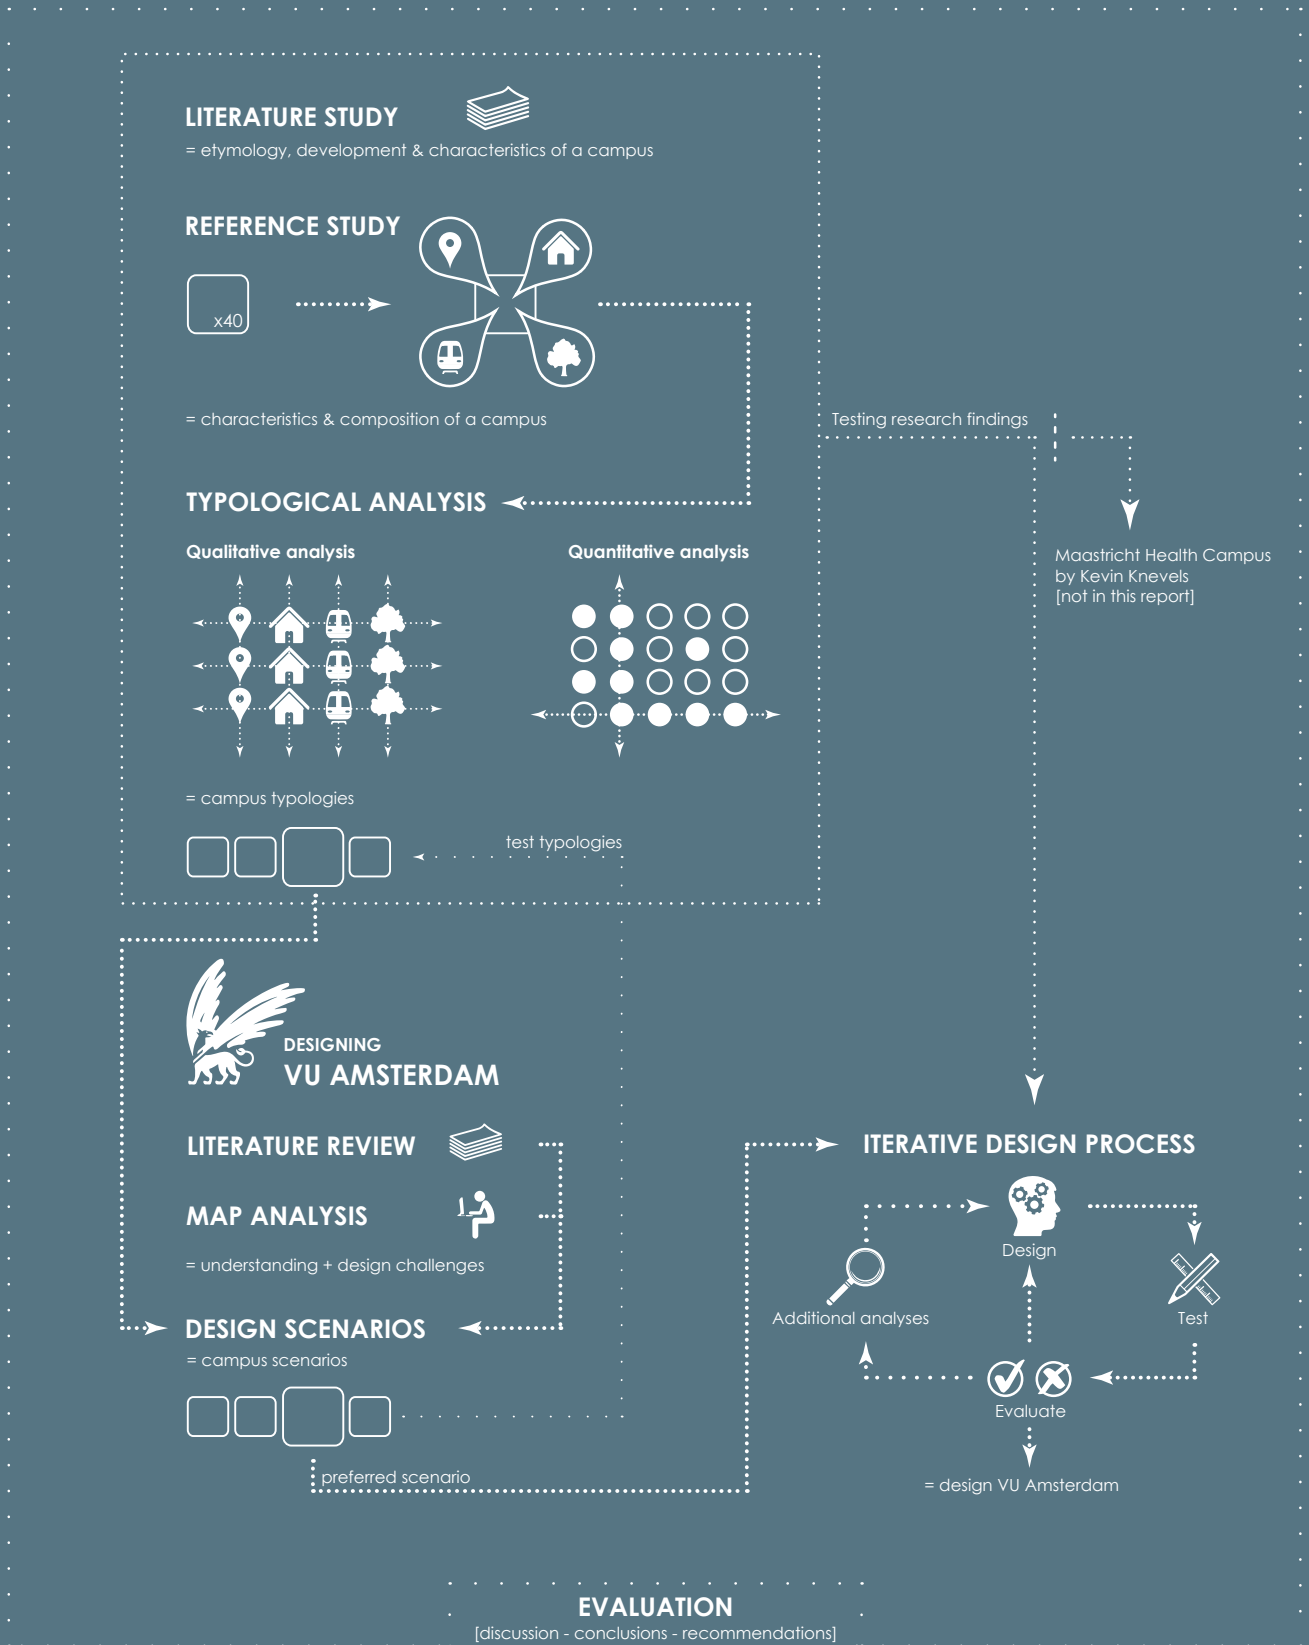 LITERATURE STUDY
= etymology, development & characteristics of a campus
REFERENCE STUDY
x40
= characteristics & composition of a campus
Testing research findings
TYPOLOGICAL ANALYSIS
Qualitative analysis
Quantitative analysis
Maastricht Health Campus
by Kevin Knevels
[not in this report]
= campus typologies
test typologies
DESIGNING
VU AMSTERDAM
LITERATURE REVIEW
MAP ANALYSIS
= understanding + design challenges
DESIGN SCENARIOS
= campus scenarios
preferred scenario
ITERATIVE DESIGN PROCESS
Design
Additional analyses
Test
Evaluate
= design VU Amsterdam
EVALUATION
[discussion - conclusions - recommendations]